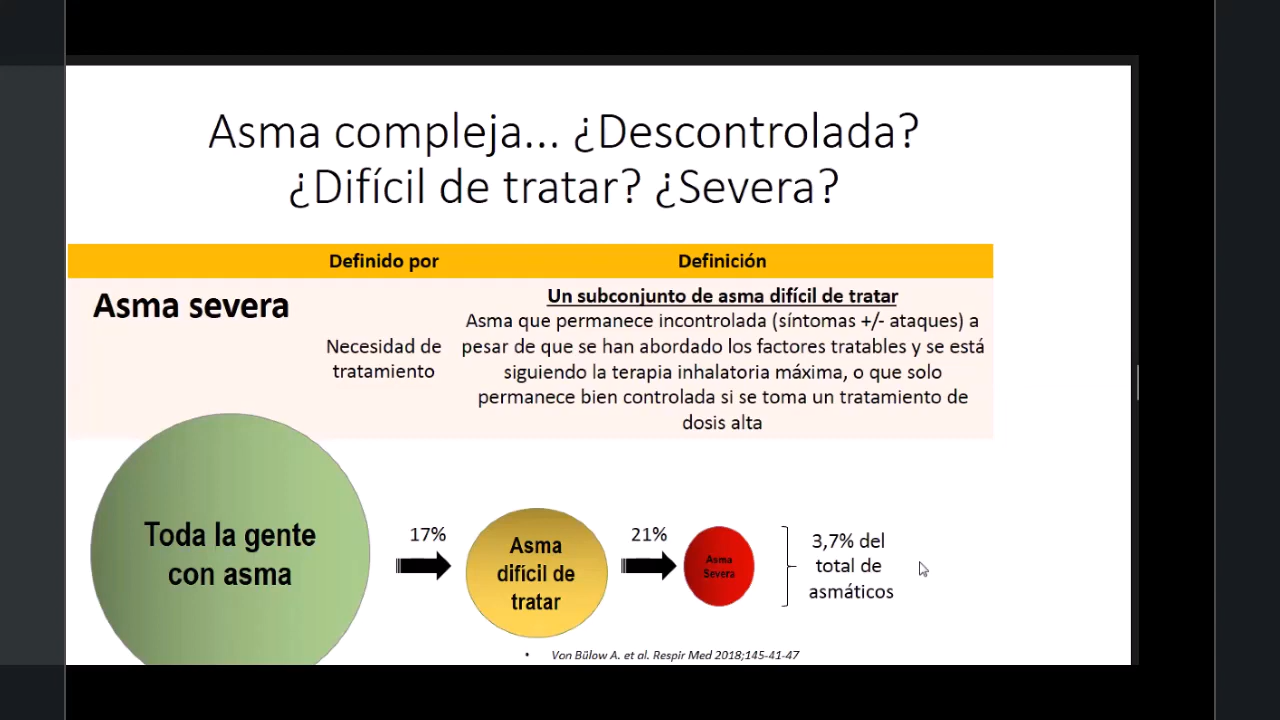 Asma compleja... ¿Descontrolada?
¿Difícil de tratar? ¿Severa?
Definido por
Definición
Asma severa
Necesidad de
tratamiento
Un subconjunto de asma difícil de tratar
Asma que permanece incontrolada (síntomas +/- ataques) a
pesar de que se han abordado los factores tratables y se está
siguiendo la terapia inhalatoria máxima, o que solo
permanece bien controlada si se toma un tratamiento de
dosis alta
Toda la gente
con asma
17%
Asma
difícil de
tratar
21%
Asma
Severa
3,7% del
total de
asmáticos
• Von Bülow A. et al. Respir Med 2018;145-41-47